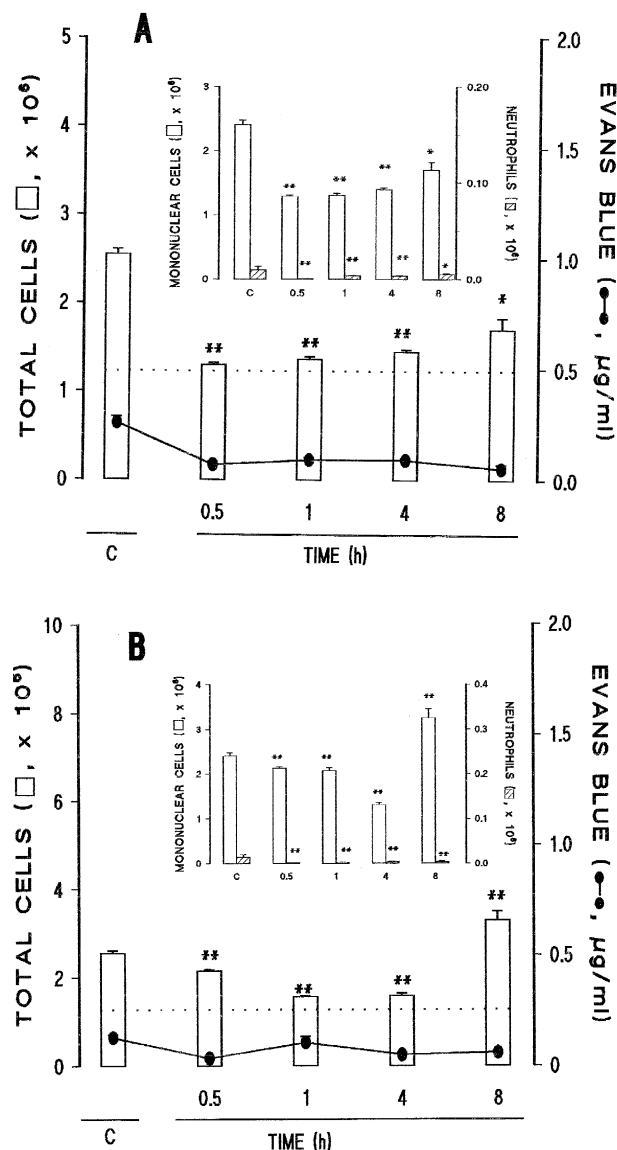 A
TOTAL CELLS (□, x 10⁶)
5
4
3
2
1
0
EVANS BLUE (●–●, µg/ml)
2.0
1.5
1.0
0.5
0.0
MONONUCLEAR CELLS (□, x 10⁶)
3
2
1
0
NEUTROPHILS (▨, x 10⁶)
0.20
0.10
0.0
** ** ** *
** ** ** *
C 0.5 1 4 8
** ** ** *
0.5 1 4 8
C TIME (h)
B
TOTAL CELLS (□, x 10⁶)
10
8
6
4
2
0
EVANS BLUE (●–●, µg/ml)
2.0
1.5
1.0
0.5
0
MONONUCLEAR CELLS (□, x 10⁶)
4
3
2
1
0
NEUTROPHILS (▨, x 10⁶)
0.4
0.3
0.2
0.1
0.0
** ** ** **
** ** ** **
C 0.5 1 4 8
** ** ** **
0.5 1 4 8
C TIME (h)